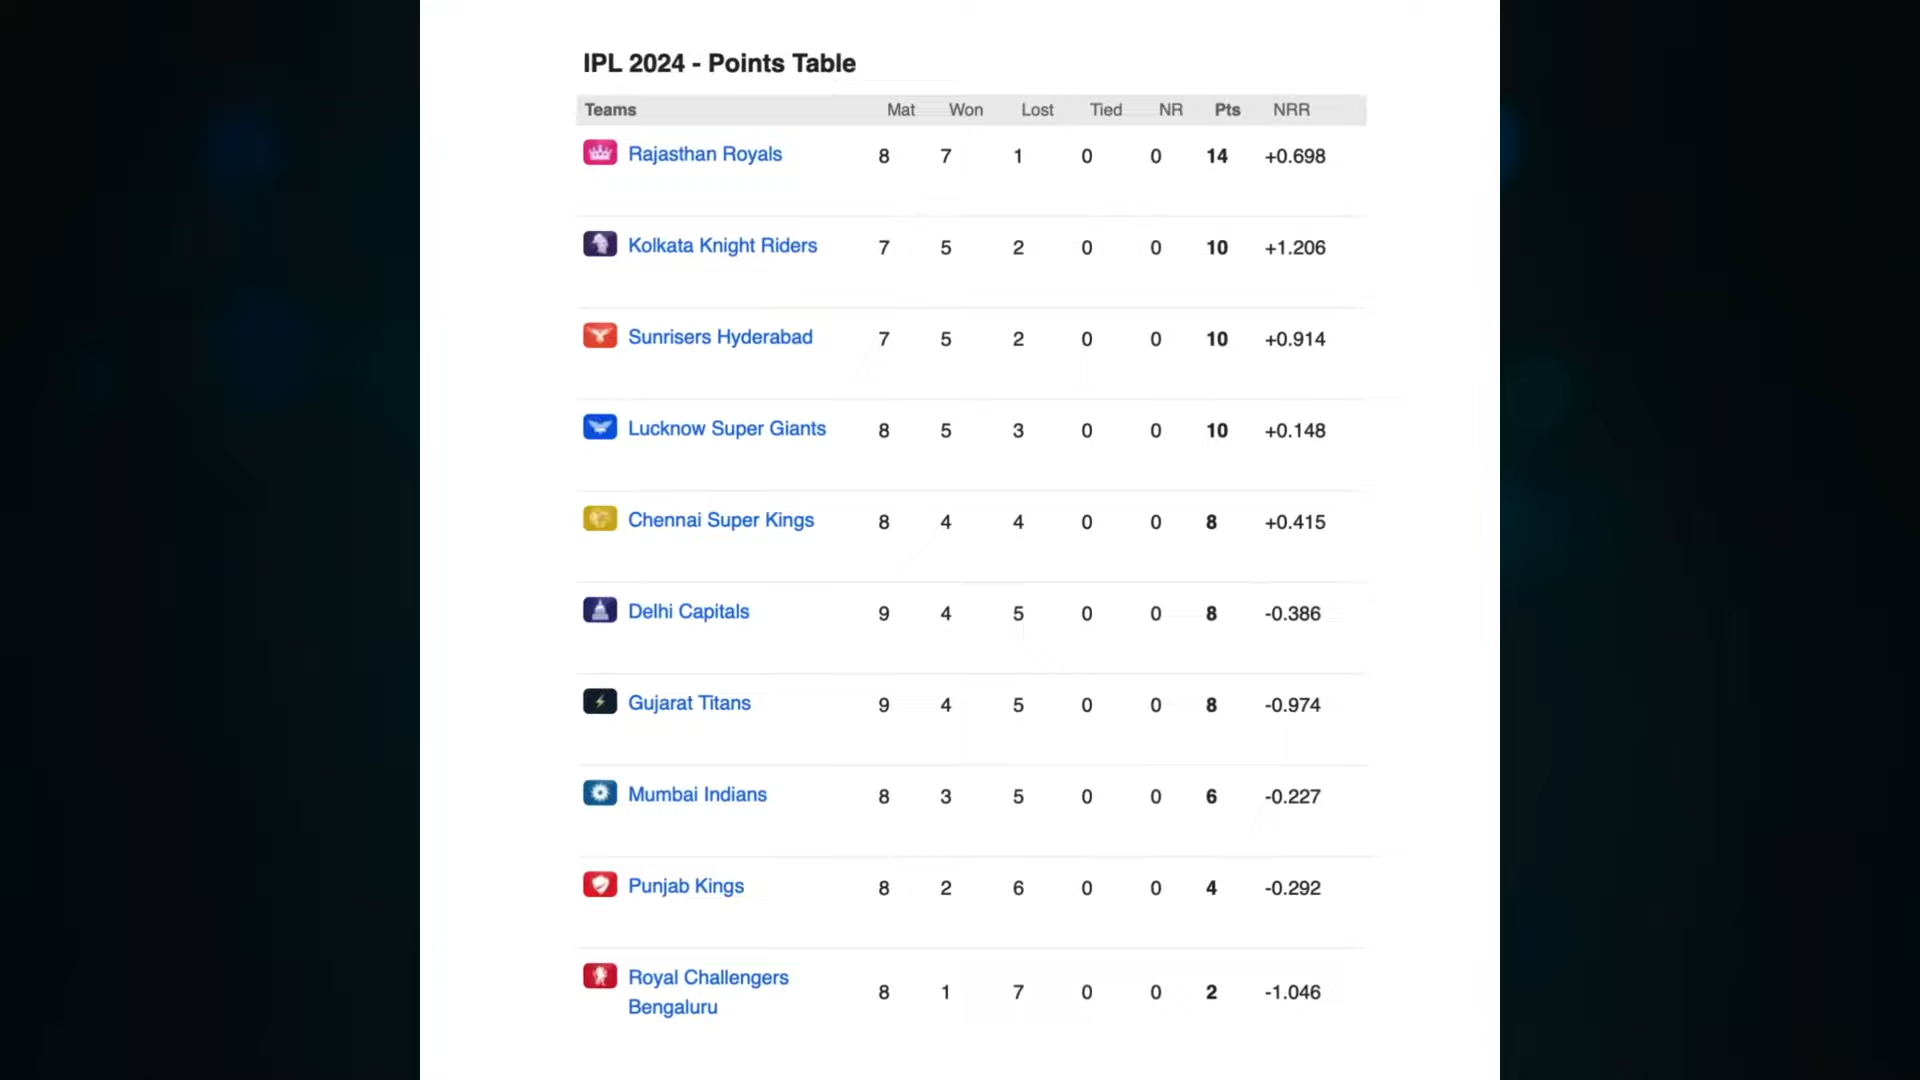 IPL 2024 - Points Table
Teams Mat Won Lost Tied NR Pts NRR
Rajasthan Royals 8 7 1 0 0 14 +0.698
Kolkata Knight Riders 7 5 2 0 0 10 +1.206
Sunrisers Hyderabad 7 5 2 0 0 10 +0.914
Lucknow Super Giants 8 5 3 0 0 10 +0.148
Chennai Super Kings 8 4 4 0 0 8 +0.415
Delhi Capitals 9 4 5 0 0 8 -0.386
Gujarat Titans 9 4 5 0 0 8 -0.974
Mumbai Indians 8 3 5 0 0 6 -0.227
Punjab Kings 8 2 6 0 0 4 -0.292
Royal Challengers
Bengaluru 8 1 7 0 0 2 -1.046